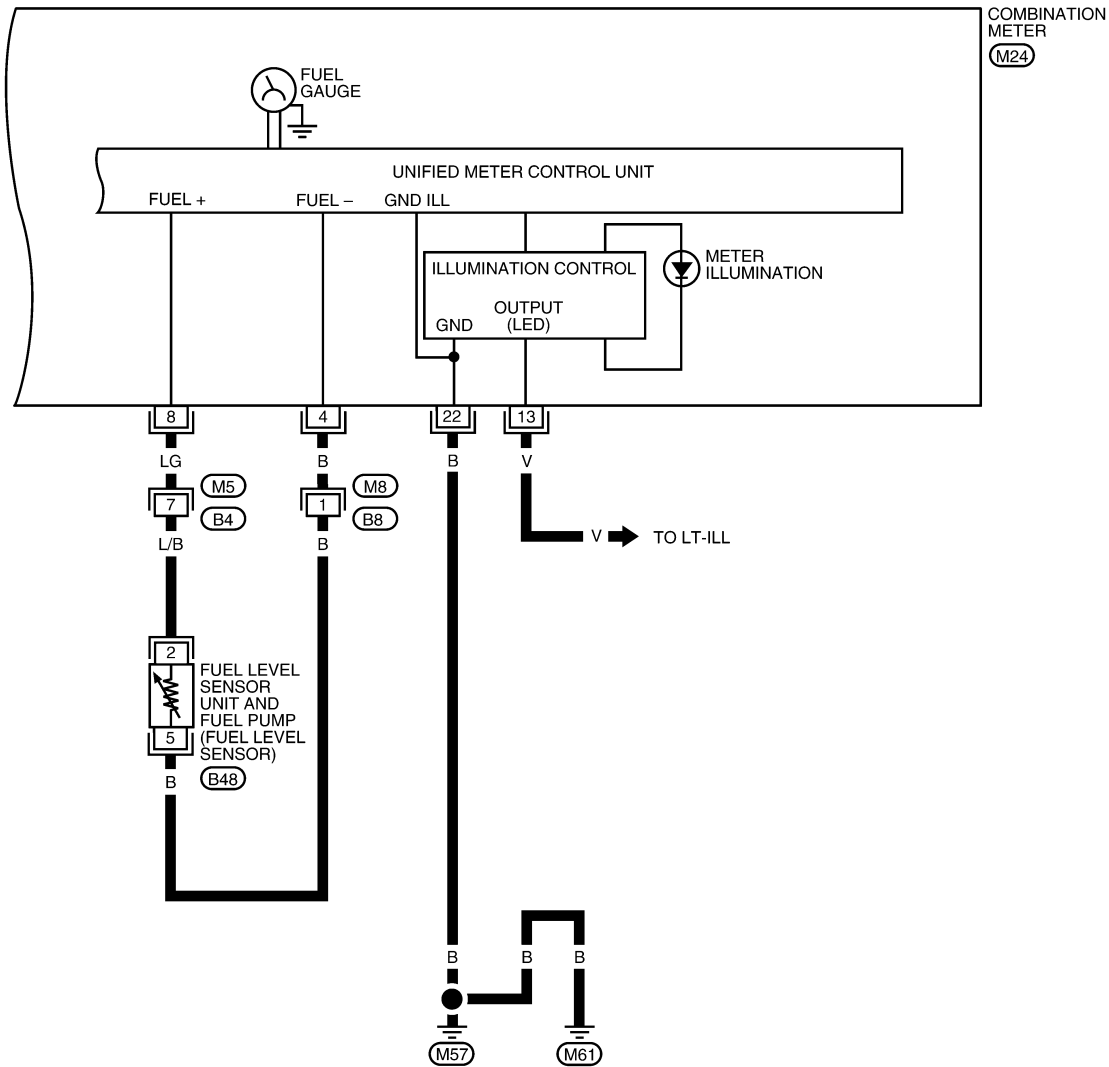 COMBINATION
METER
M24
FUEL
GAUGE
UNIFIED METER CONTROL UNIT
FUEL +
FUEL –
GND ILL
ILLUMINATION CONTROL
OUTPUT
(LED)
GND
METER
ILLUMINATION
8
4
22
13
LG
B
B
V
M5
M8
7
1
B4
B8
L/B
B
V
TO LT-ILL
2
FUEL LEVEL
SENSOR
UNIT AND
FUEL PUMP
(FUEL LEVEL
SENSOR)
5
B48
B
B
B
B
M57
M61